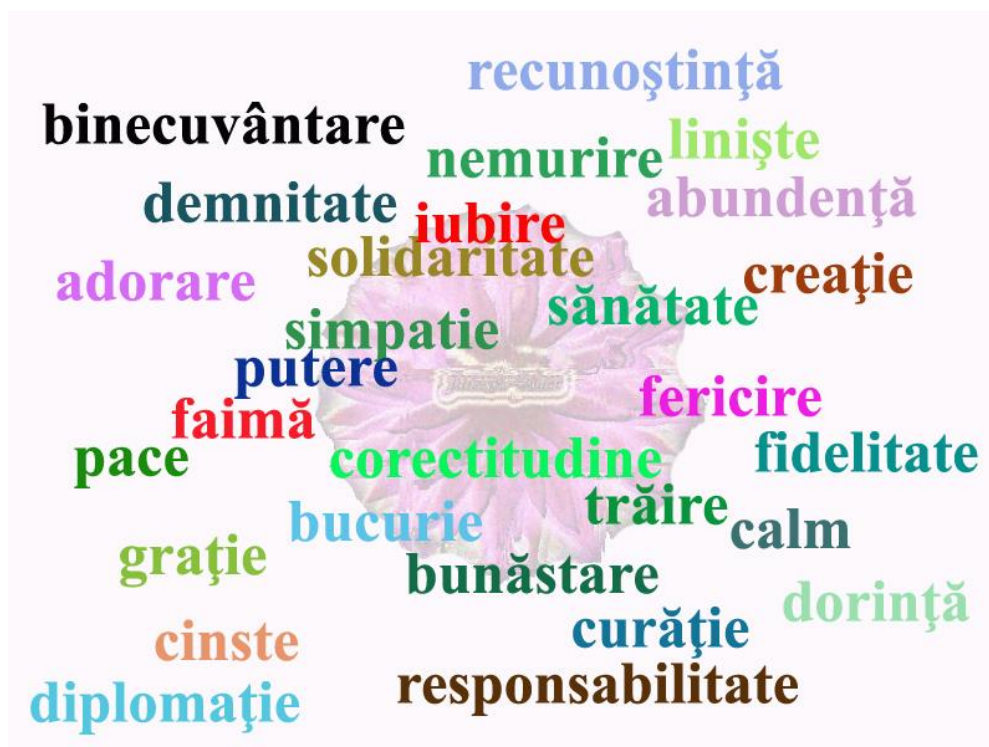 recunoştinţă
binecuvântare
linişte
nemurire
demnitate
abundenţă
iubire
solidaritate
adorare
creaţie
sănătate
simpatie
putere
fericire
faimă
pace
corectitudine
fidelitate
trăire
bucurie
calm
graţie
bunăstare
dorinţă
curăţie
cinste
responsabilitate
diplomaţie